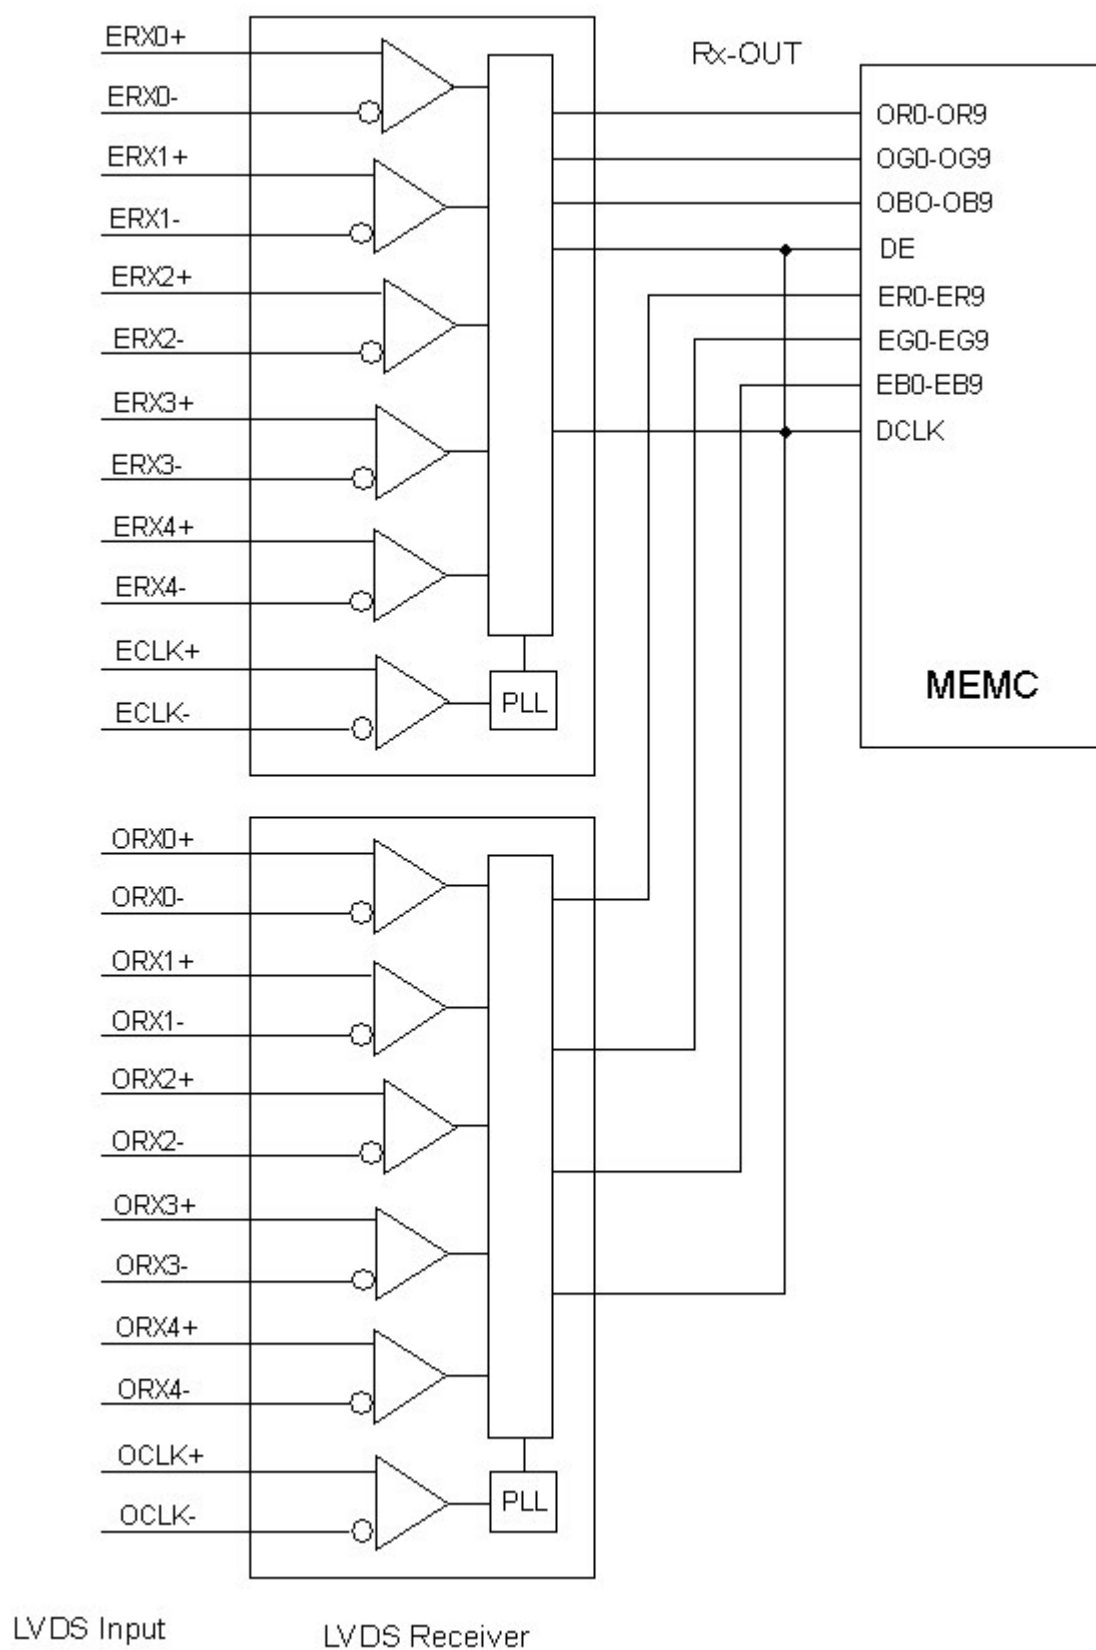 ERX0+
ERX0-
ERX1+
ERX1-
ERX2+
ERX2-
ERX3+
ERX3-
ERX4+
ERX4-
ECLK+
ECLK-
PLL
Rx-OUT
OR0-OR9
OG0-OG9
OBO-OB9
DE
ER0-ER9
EG0-EG9
EB0-EB9
DCLK
MEMC
ORX0+
ORX0-
ORX1+
ORX1-
ORX2+
ORX2-
ORX3+
ORX3-
ORX4+
ORX4-
OCLK+
OCLK-
PLL
LVDS Input
LVDS Receiver